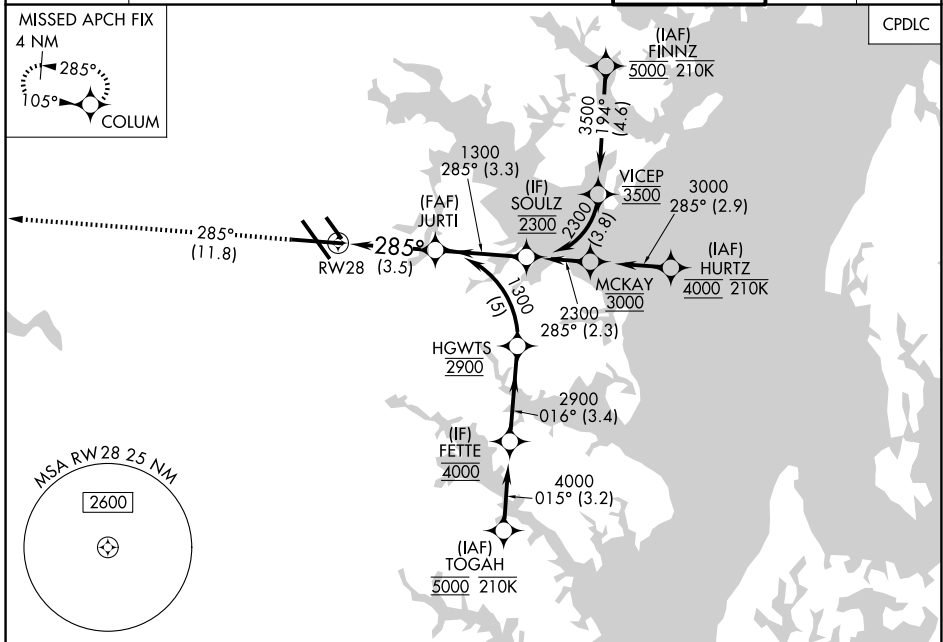 MISSED APCH FIX
4 NM
285°
105°
COLUM
CPDLC
(IAF)
FINNZ
5000 210K
3500
194°
(4.6)
1300
285° (3.3)
(IF)
SOULZ
2300
VICEP
3500
3000
285° (2.9)
2300
(3.8)
(FAF)
JURTI
(IAF)
HURTZ
4000 210K
285°
(11.8)
RW28
285°
(3.5)
MCKAY
3000
1300
(5)
2300
285° (2.3)
HGWTS
2900
2900
016° (3.4)
(IF)
FETTE
4000
4000
015° (3.2)
(IAF)
TOGAH
5000 210K
MSA RW28 25 NM
2600